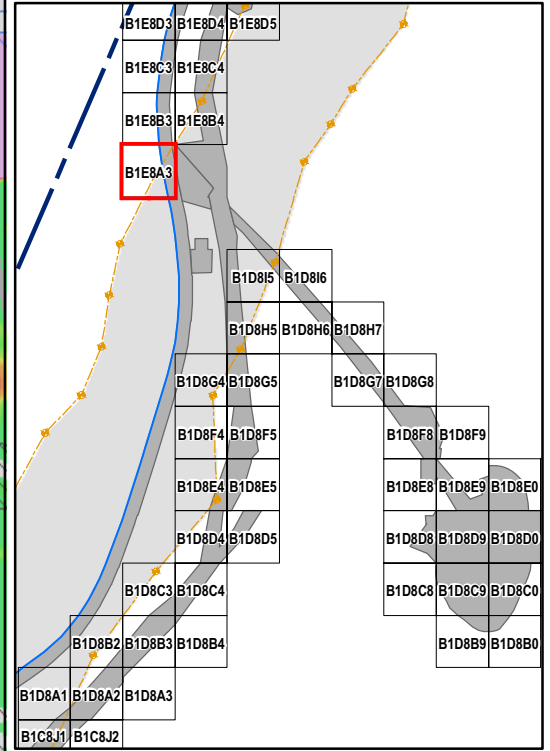 B1E8D3 B1E8D4 B1E8D5
B1E8C3 B1E8C4
B1E8B3 B1E8B4
B1E8A3
B1D8I5 B1D8I6
B1D8H5 B1D8H6 B1D8H7
B1D8G4 B1D8G5 B1D8G7 B1D8G8
B1D8F4 B1D8F5 B1D8F8 B1D8F9
B1D8E4 B1D8E5 B1D8E8 B1D8E9 B1D8E0
B1D8D4 B1D8D5 B1D8D8 B1D8D9 B1D8D0
B1D8C3 B1D8C4 B1D8C8 B1D8C9 B1D8C0
B1D8B2 B1D8B3 B1D8B4 B1D8B9 B1D8B0
B1D8A1 B1D8A2 B1D8A3
B1C8J1 B1C8J2